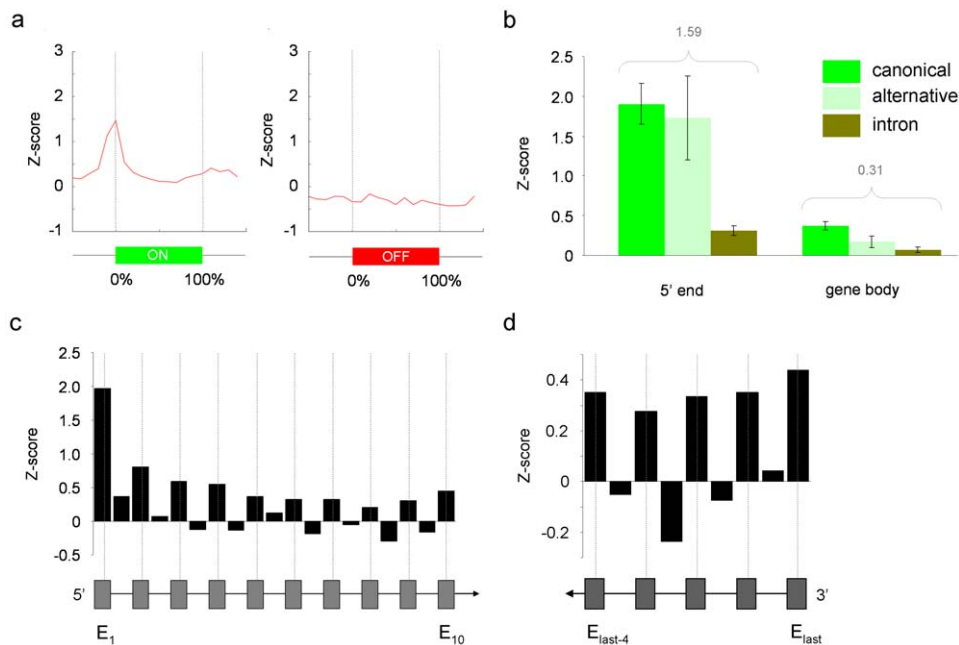 a
3
2
1
0
-1
Z-score
ON
0%
100%
3
2
1
0
-1
Z-score
OFF
0%
100%
b
2.5
2.0
1.5
1.0
0.5
0
Z-score
1.59
0.31
canonical
alternative
intron
5' end
gene body
c
2.5
2.0
1.5
1.0
0.5
0
-0.5
Z-score
5'
E1
E10
d
0.4
0.2
0
-0.2
Z-score
3'
Elast-4
Elast